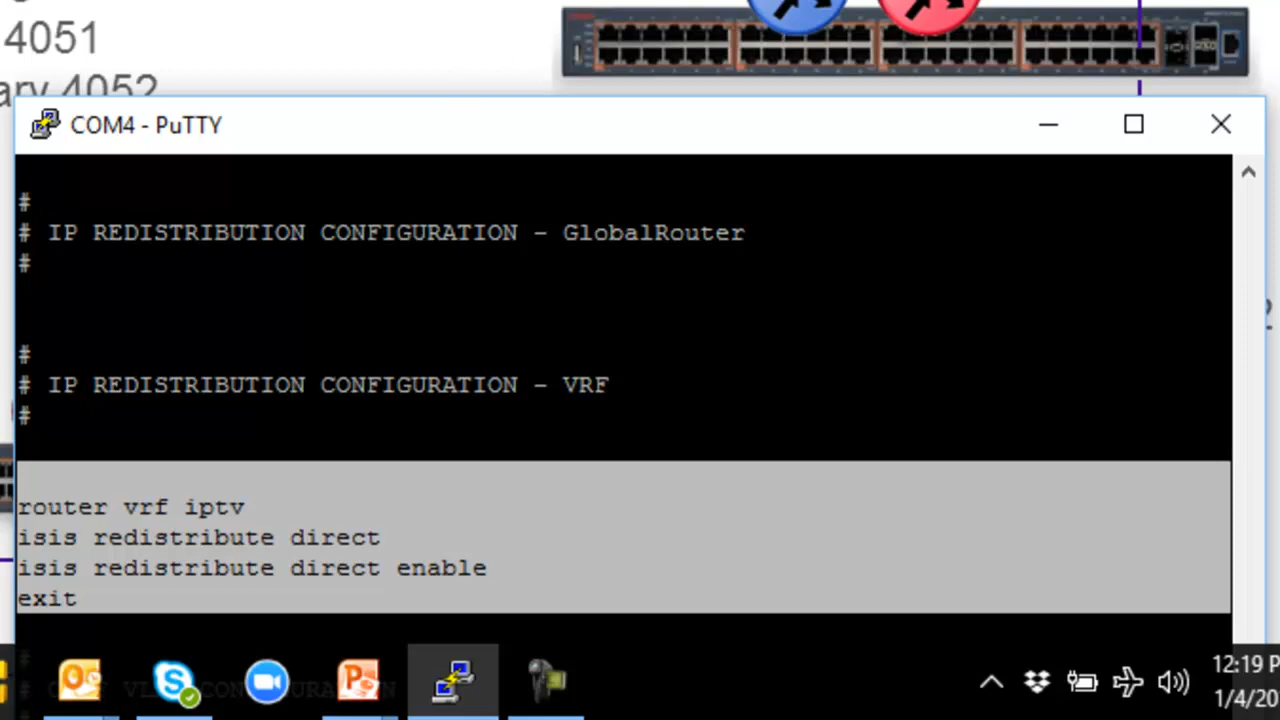 4051
ary 4052
COM4 - PuTTY
#
# IP REDISTRIBUTION CONFIGURATION - GlobalRouter
#
#
# IP REDISTRIBUTION CONFIGURATION - VRF
#
router vrf iptv
isis redistribute direct
isis redistribute direct enable
exit
#
12:19 P
1/4/20